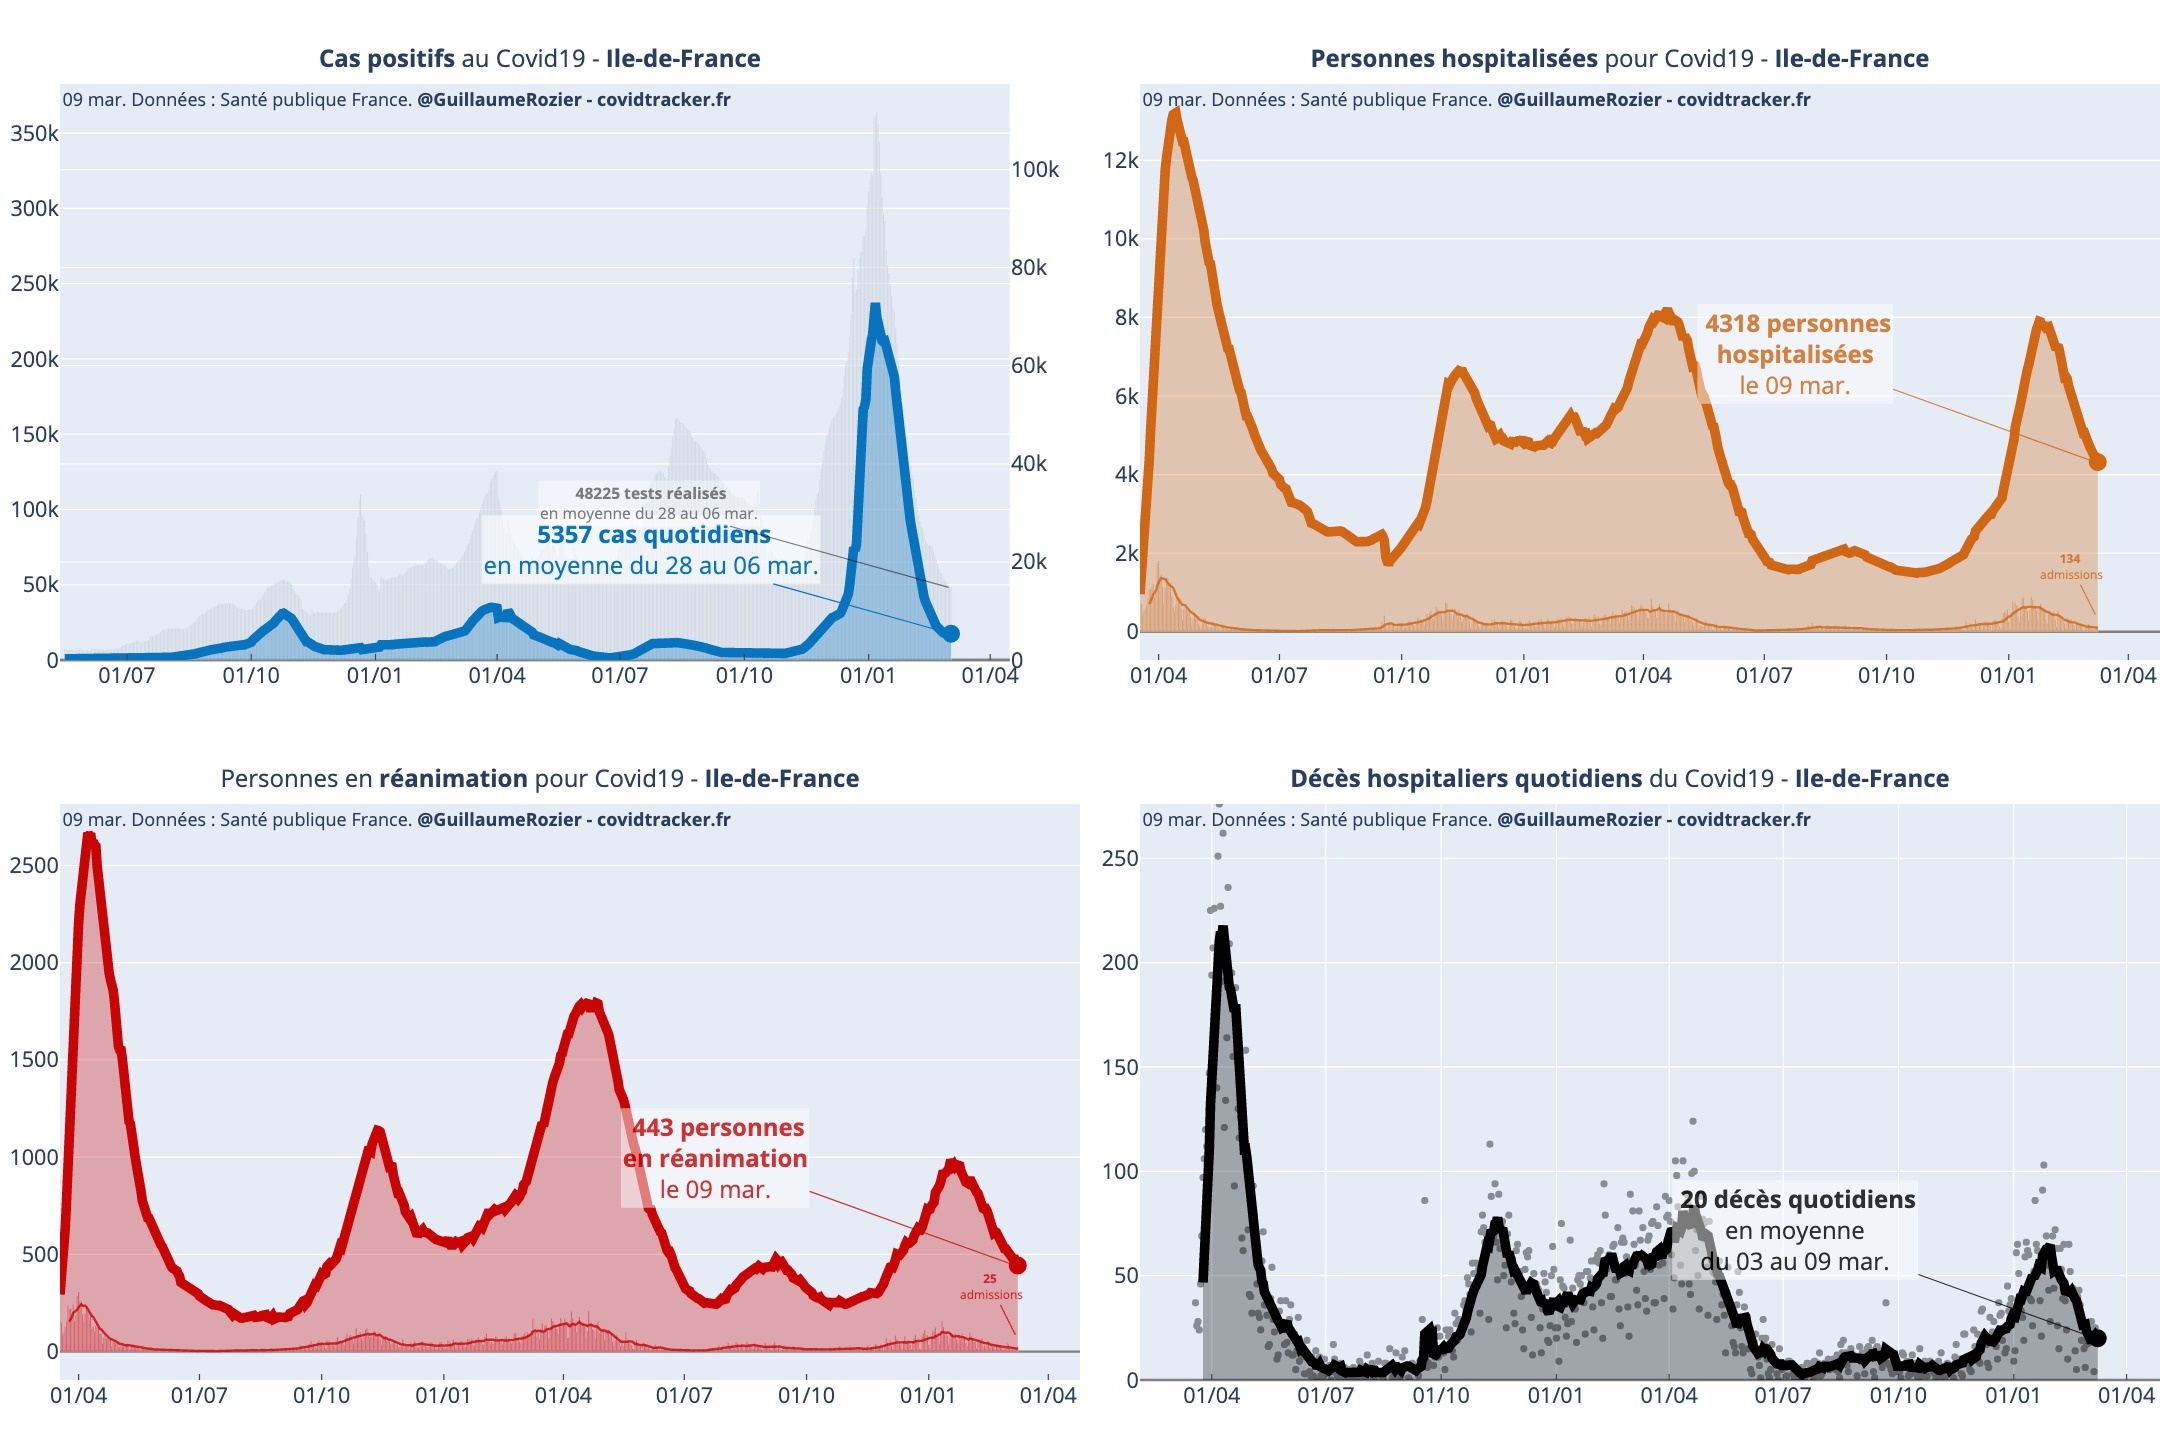 Cas positifs au Covid19 - Ile-de-France
09 mar. Données : Santé publique France. @GuillaumeRozier - covidtracker.fr
350k
300k
250k
200k
150k
100k
50k
0
100k
80k
60k
40k
20k
0
48225 tests réalisés
en moyenne du 28 au 06 mar.
5357 cas quotidiens
en moyenne du 28 au 06 mar.
01/07 01/10 01/01 01/04 01/07 01/10 01/01 01/04
Personnes hospitalisées pour Covid19 - Ile-de-France
09 mar. Données : Santé publique France. @GuillaumeRozier - covidtracker.fr
12k
10k
8k
6k
4k
2k
0
4318 personnes
hospitalisées
le 09 mar.
134
admissions
01/04 01/07 01/10 01/01 01/04 01/07 01/10 01/01 01/04
Personnes en réanimation pour Covid19 - Ile-de-France
09 mar. Données : Santé publique France. @GuillaumeRozier - covidtracker.fr
2500
2000
1500
1000
500
0
443 personnes
en réanimation
le 09 mar.
25
admissions
01/04 01/07 01/10 01/01 01/04 01/07 01/10 01/01 01/04
Décès hospitaliers quotidiens du Covid19 - Ile-de-France
09 mar. Données : Santé publique France. @GuillaumeRozier - covidtracker.fr
250
200
150
100
50
0
20 décès quotidiens
en moyenne
du 03 au 09 mar.
01/04 01/07 01/10 01/01 01/04 01/07 01/10 01/01 01/04